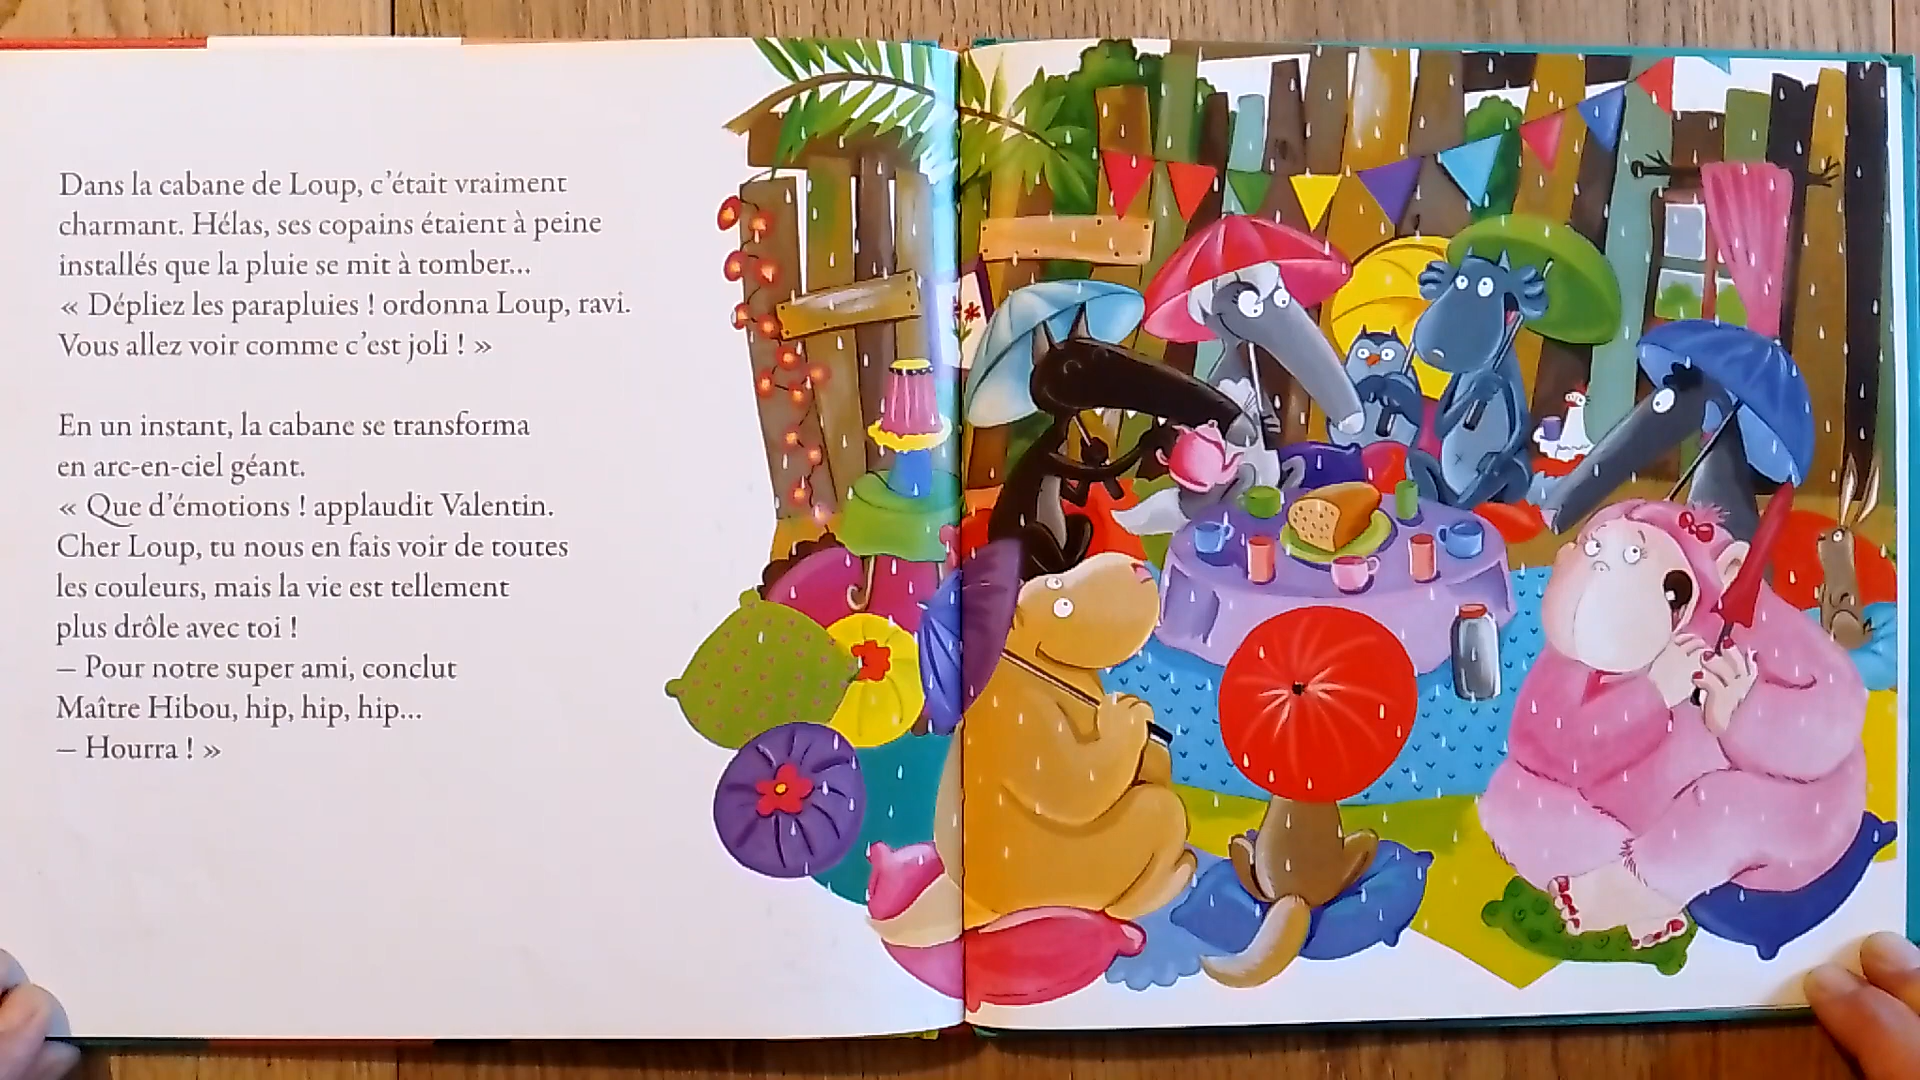 Dans la cabane de Loup, c’était vraiment
charmant. Hélas, ses copains étaient à peine
installés que la pluie se mit à tomber...
« Dépliez les parapluies ! ordonna Loup, ravi.
Vous allez voir comme c’est joli ! »
En un instant, la cabane se transforma
en arc-en-ciel géant.
« Que d’émotions ! applaudit Valentin.
Cher Loup, tu nous en fais voir de toutes
les couleurs, mais la vie est tellement
plus drôle avec toi !
– Pour notre super ami, conclut
Maître Hibou, hip, hip, hip...
– Hourra ! »